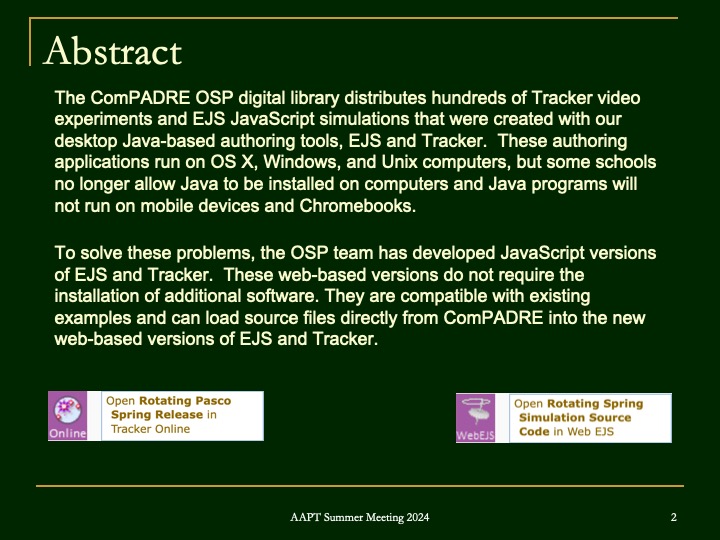 Abstract
The ComPADRE OSP digital library distributes hundreds of Tracker video
experiments and EJS JavaScript simulations that were created with our
desktop Java-based authoring tools, EJS and Tracker.  These authoring
applications run on OS X, Windows, and Unix computers, but some schools
no longer allow Java to be installed on computers and Java programs will
not run on mobile devices and Chromebooks.
To solve these problems, the OSP team has developed JavaScript versions
of EJS and Tracker.  These web-based versions do not require the
installation of additional software. They are compatible with existing
examples and can load source files directly from ComPADRE into the new
web-based versions of EJS and Tracker.
Online
Open Rotating Pasco
Spring Release in
Tracker Online
WebEJS
Open Rotating Spring
Simulation Source
Code in Web EJS
AAPT Summer Meeting 2024
2